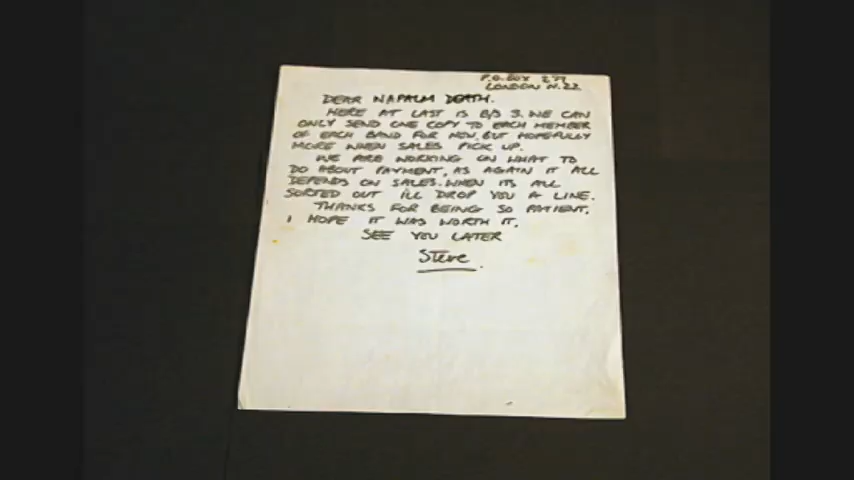 P.O. BOX 279
LONDON N.22
DEAR NAPALM DEATH.
HERE AT LAST IS B/S 3. WE CAN
ONLY SEND ONE COPY TO EACH MEMBER
OF EACH BAND FOR NOW, BUT HOPEFULLY
MORE WHEN SALES PICK UP.
WE ARE WORKING ON WHAT TO
DO ABOUT PAYMENT, AS AGAIN IT ALL
DEPENDS ON SALES. WHEN ITS ALL
SORTED OUT ILL DROP YOU A LINE.
THANKS FOR BEING SO PATIENT,
I HOPE IT WAS WORTH IT.
SEE YOU LATER
Steve